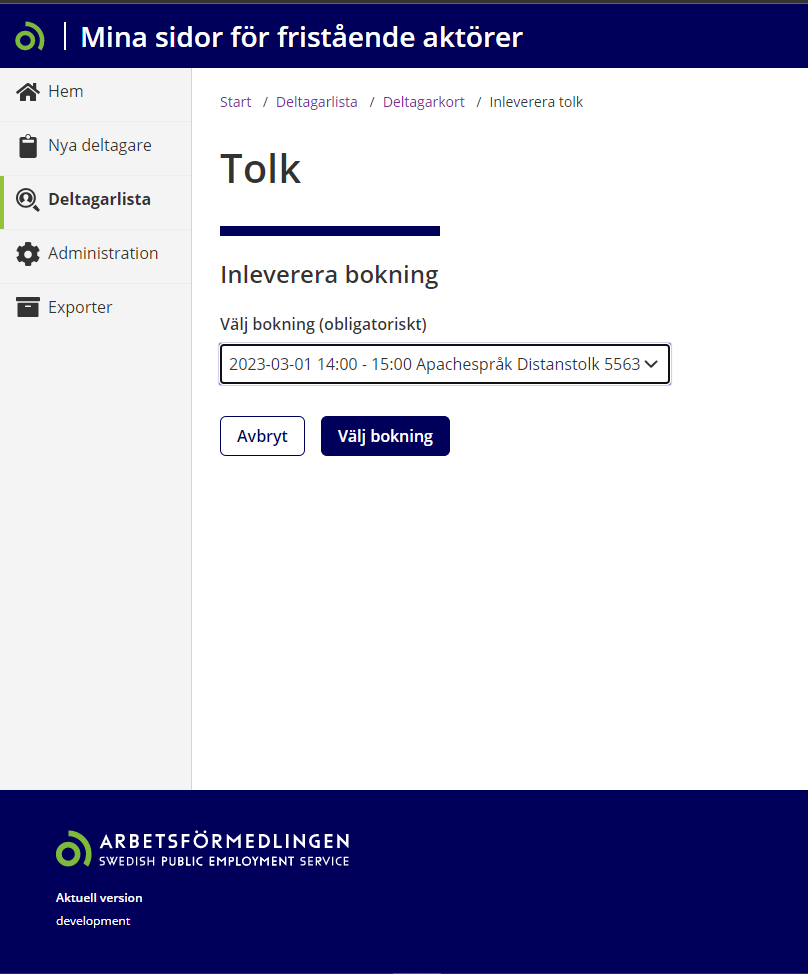 Mina sidor för fristående aktörer
Hem
Nya deltagare
Deltagarlista
Administration
Exporter
Start / Deltagarlista / Deltagarkort / Inleverera tolk
Tolk
Inleverera bokning
Välj bokning (obligatoriskt)
2023-03-01 14:00 - 15:00 Apachespråk Distanstolk 5563
Avbryt
Välj bokning
ARBETSFÖRMEDLINGEN
SWEDISH PUBLIC EMPLOYMENT SERVICE
Aktuell version
development